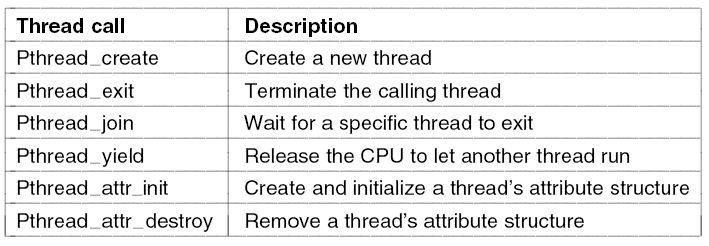 Thread call Description
Pthread_create Create a new thread
Pthread_exit Terminate the calling thread
Pthread_join Wait for a specific thread to exit
Pthread_yield Release the CPU to let another thread run
Pthread_attr_init Create and initialize a thread's attribute structure
Pthread_attr_destroy Remove a thread's attribute structure